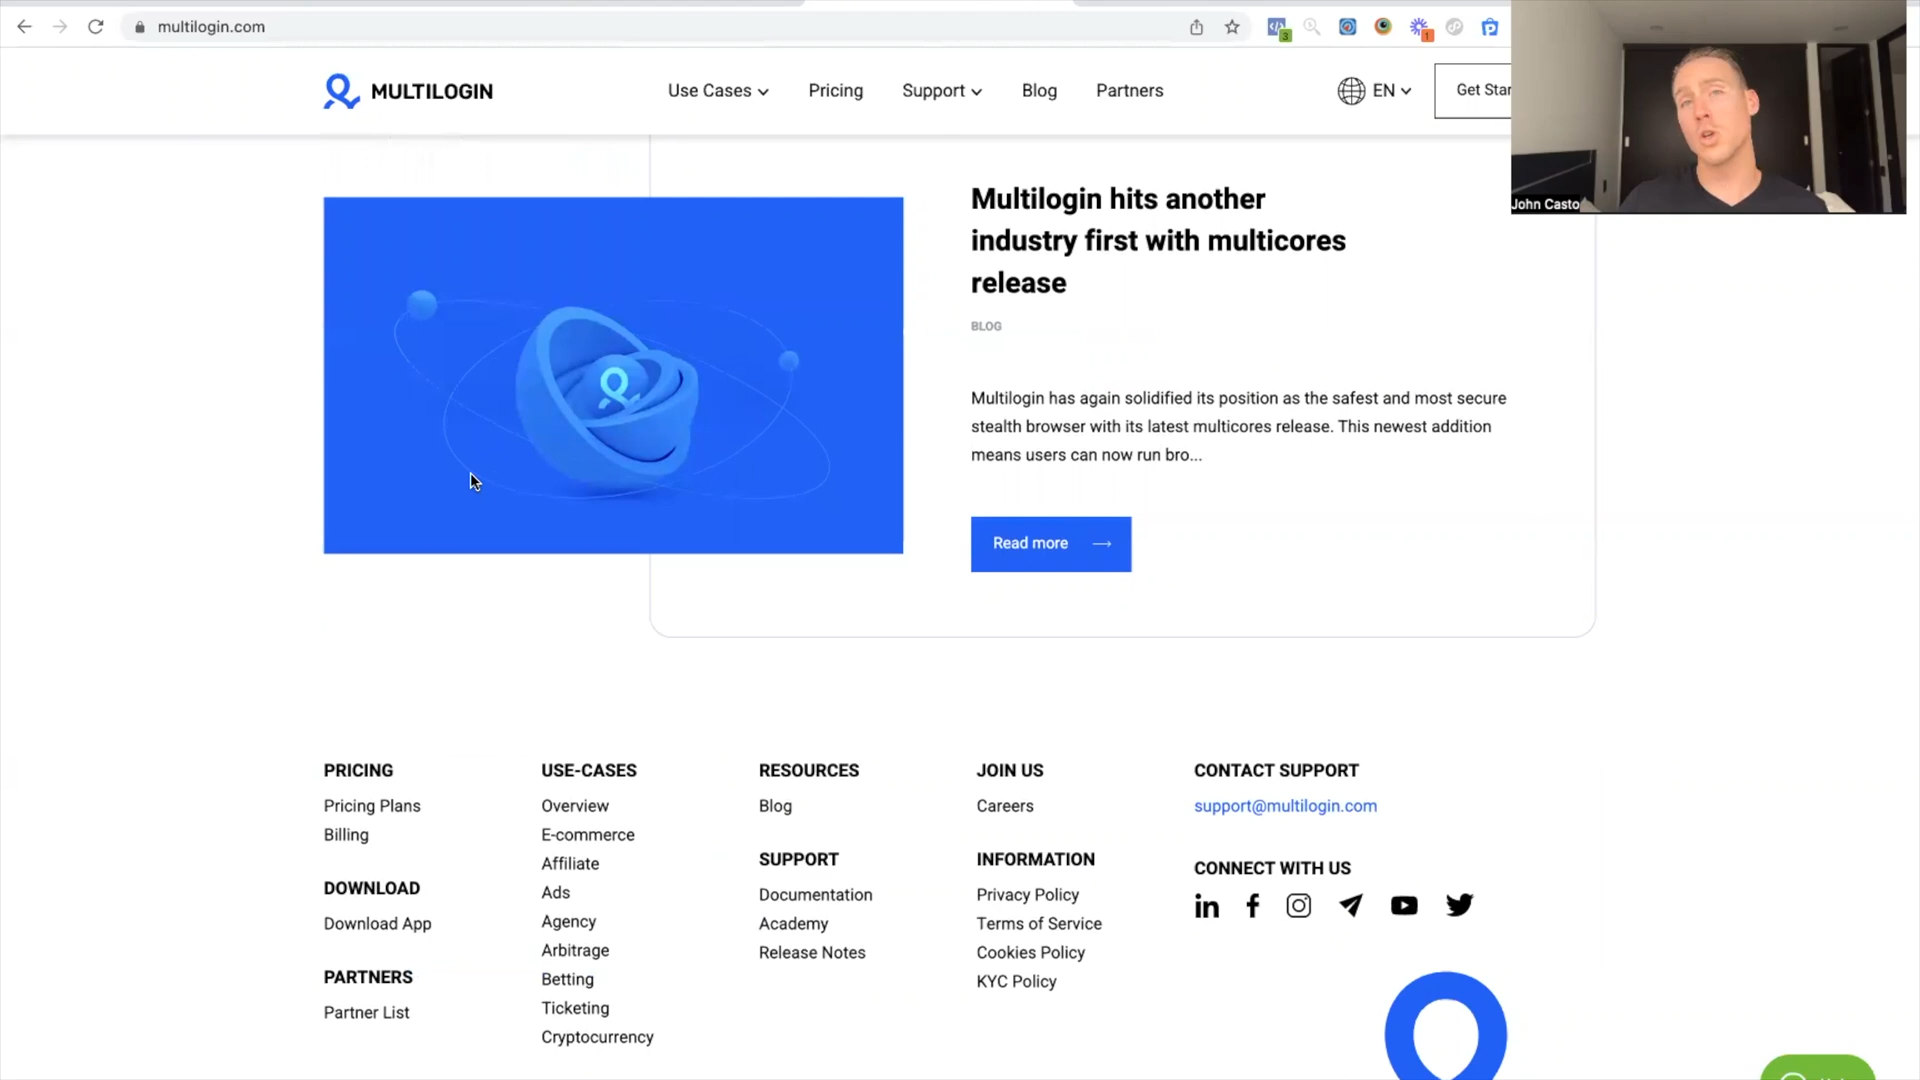 multilogin.com
3
1
MULTILOGIN
Use Cases
Pricing
Support
Blog
Partners
EN
Get Star
John Casto
Multilogin hits another
industry first with multicores
release
BLOG
Multilogin has again solidified its position as the safest and most secure
stealth browser with its latest multicores release. This newest addition
means users can now run bro...
Read more
PRICING
Pricing Plans
Billing
DOWNLOAD
Download App
PARTNERS
Partner List
USE-CASES
Overview
E-commerce
Affiliate
Ads
Agency
Arbitrage
Betting
Ticketing
Cryptocurrency
RESOURCES
Blog
SUPPORT
Documentation
Academy
Release Notes
JOIN US
Careers
INFORMATION
Privacy Policy
Terms of Service
Cookies Policy
KYC Policy
CONTACT SUPPORT
support@multilogin.com
CONNECT WITH US